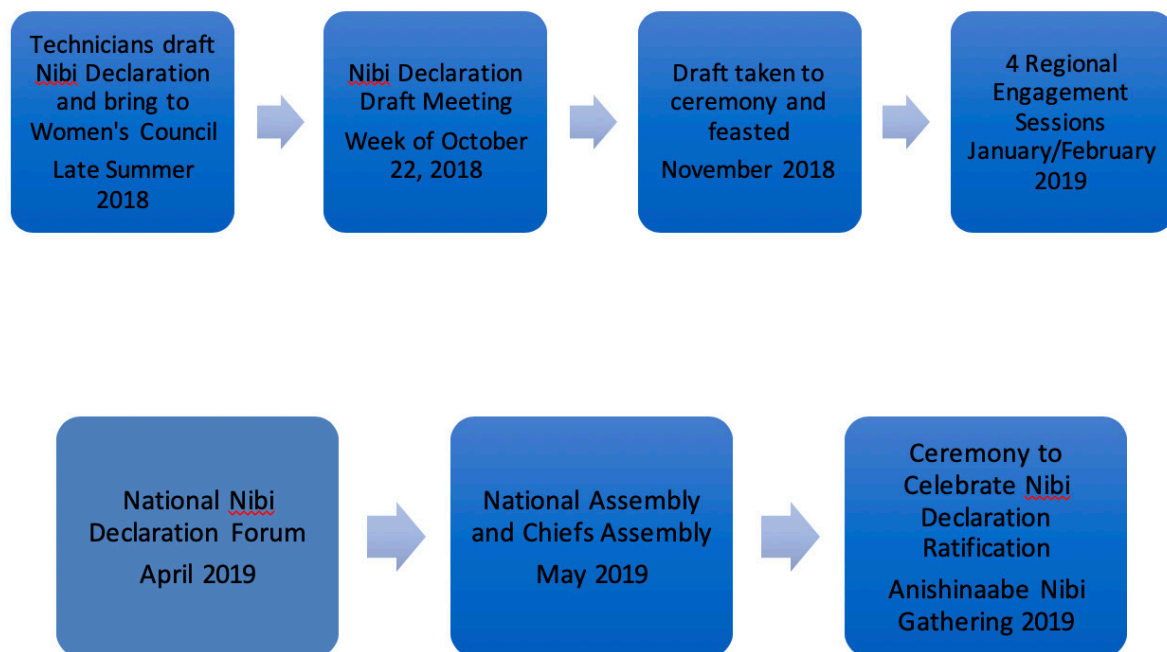 Technicians draft
Nibi Declaration
and bring to
Women's Council
Late Summer
2018
Nibi Declaration
Draft Meeting
Week of October
22, 2018
Draft taken to
ceremony and
feasted
November 2018
4 Regional
Engagement
Sessions
January/February
2019
National Nibi
Declaration Forum
April 2019
National Assembly
and Chiefs Assembly
May 2019
Ceremony to
Celebrate Nibi
Declaration
Ratification
Anishinaabe Nibi
Gathering 2019